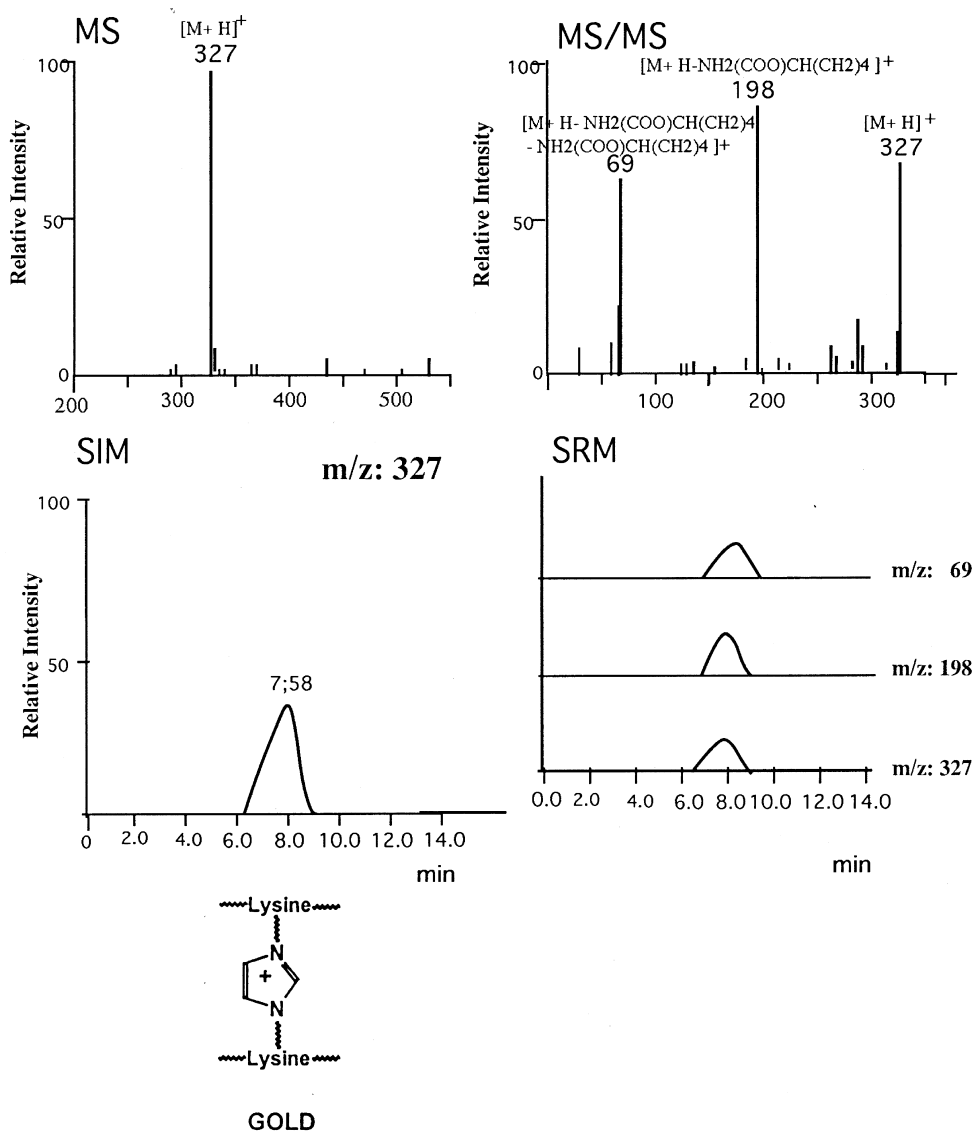 MS
[M+ H]+
327
100
50
0
200
300
400
500
Relative Intensity
MS/MS
[M+ H-NH2(COO)CH(CH2)4 ]+
198
[M+ H- NH2(COO)CH(CH2)4
- NH2(COO)CH(CH2)4 ]+
69
[M+ H] +
327
100
50
0
100
200
300
Relative Intensity
SIM
m/z: 327
100
50
7;58
Relative Intensity
0
2.0
4.0
6.0
8.0
10.0
12.0
14.0
min
SRM
m/z: 69
m/z: 198
m/z: 327
0.0
2.0
4.0
6.0
8.0
10.0
12.0
14.0
min
Lysine
N
+
N
Lysine
GOLD